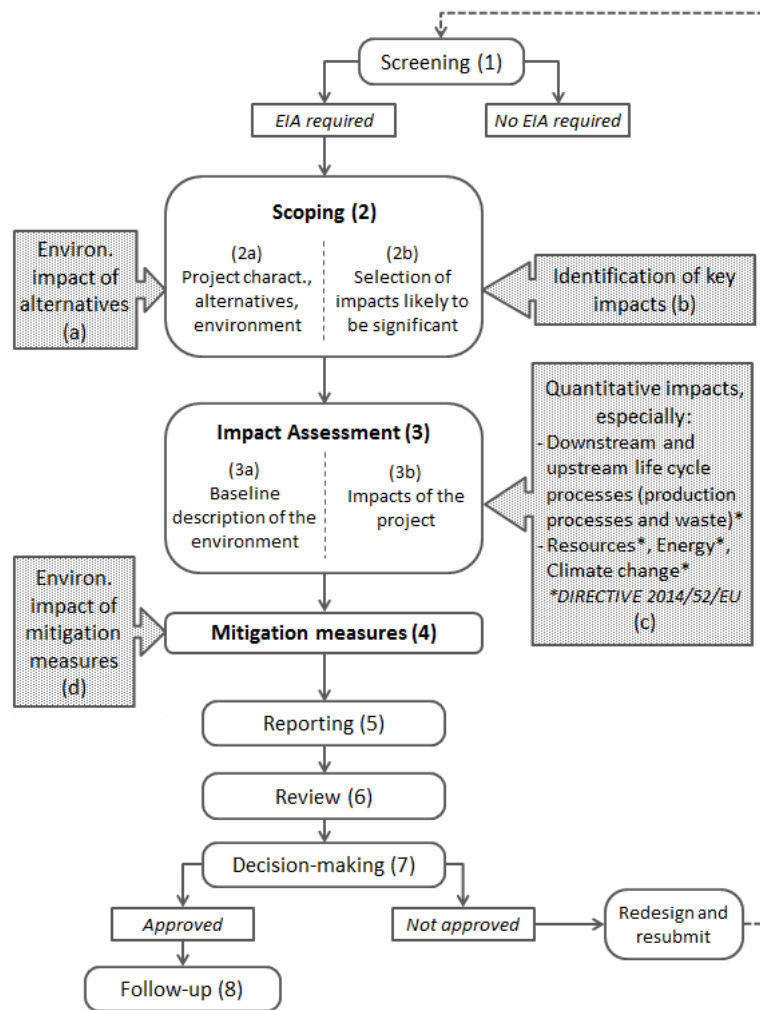 Screening (1)
EIA required
No EIA required
Scoping (2)
(2a)
Project charact.,
alternatives,
environment
(2b)
Selection of
impacts likely to
be significant
Environ.
impact of
alternatives
(a)
Identification of key
impacts (b)
Impact Assessment (3)
(3a)
Baseline
description of the
environment
(3b)
Impacts of the
project
Quantitative impacts,
especially:
- Downstream and
upstream life cycle
processes (production
processes and waste)*
- Resources*, Energy*,
Climate change*
*DIRECTIVE 2014/52/EU
(c)
Environ.
impact of
mitigation
measures
(d)
Mitigation measures (4)
Reporting (5)
Review (6)
Decision-making (7)
Approved
Not approved
Redesign and
resubmit
Follow-up (8)